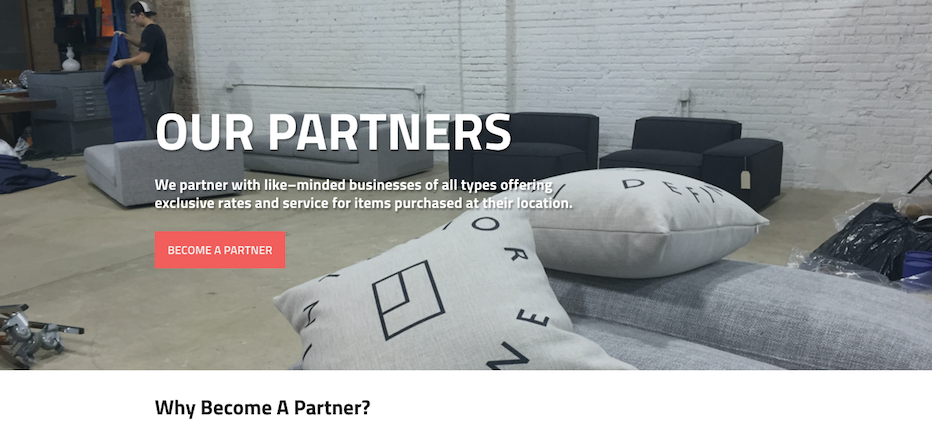 OUR PARTNERS
We partner with like–minded businesses of all types offering
exclusive rates and service for items purchased at their location.
BECOME A PARTNER
Why Become A Partner?